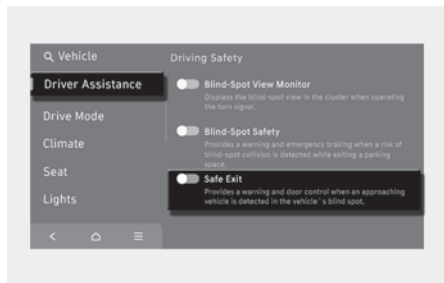 Vehicle
Driver Assistance
Drive Mode
Climate
Seat
Lights
Driving Safety
Blind-Spot View Monitor
Displays the blind-spot view in the cluster when operating
the turn signal.
Blind-Spot Safety
Provides a warning and emergency braking when a risk of
blind-spot collision is detected while exiting a parking
space.
Safe Exit
Provides a warning and door control when an approaching
vehicle is detected in the vehicle`s blind spot.